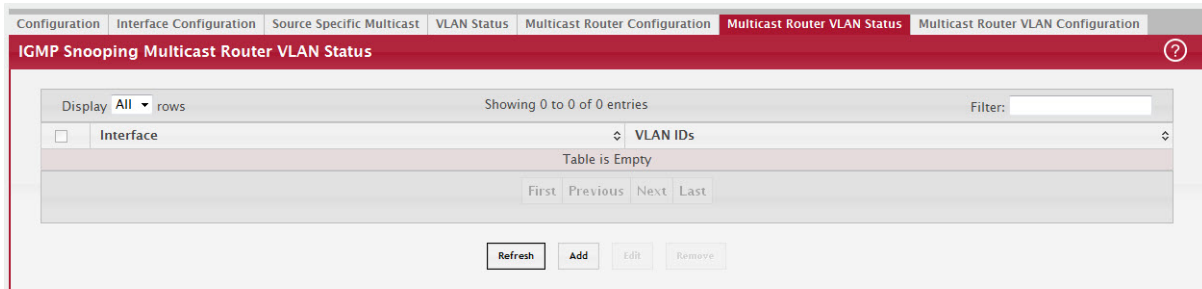 Configuration Interface Configuration Source Specific Multicast VLAN Status Multicast Router Configuration Multicast Router VLAN Status Multicast Router VLAN Configuration
IGMP Snooping Multicast Router VLAN Status ?
Display All rows Showing 0 to 0 of 0 entries Filter:
Interface VLAN IDs
Table is Empty
First Previous Next Last
Refresh Add Edit Remove